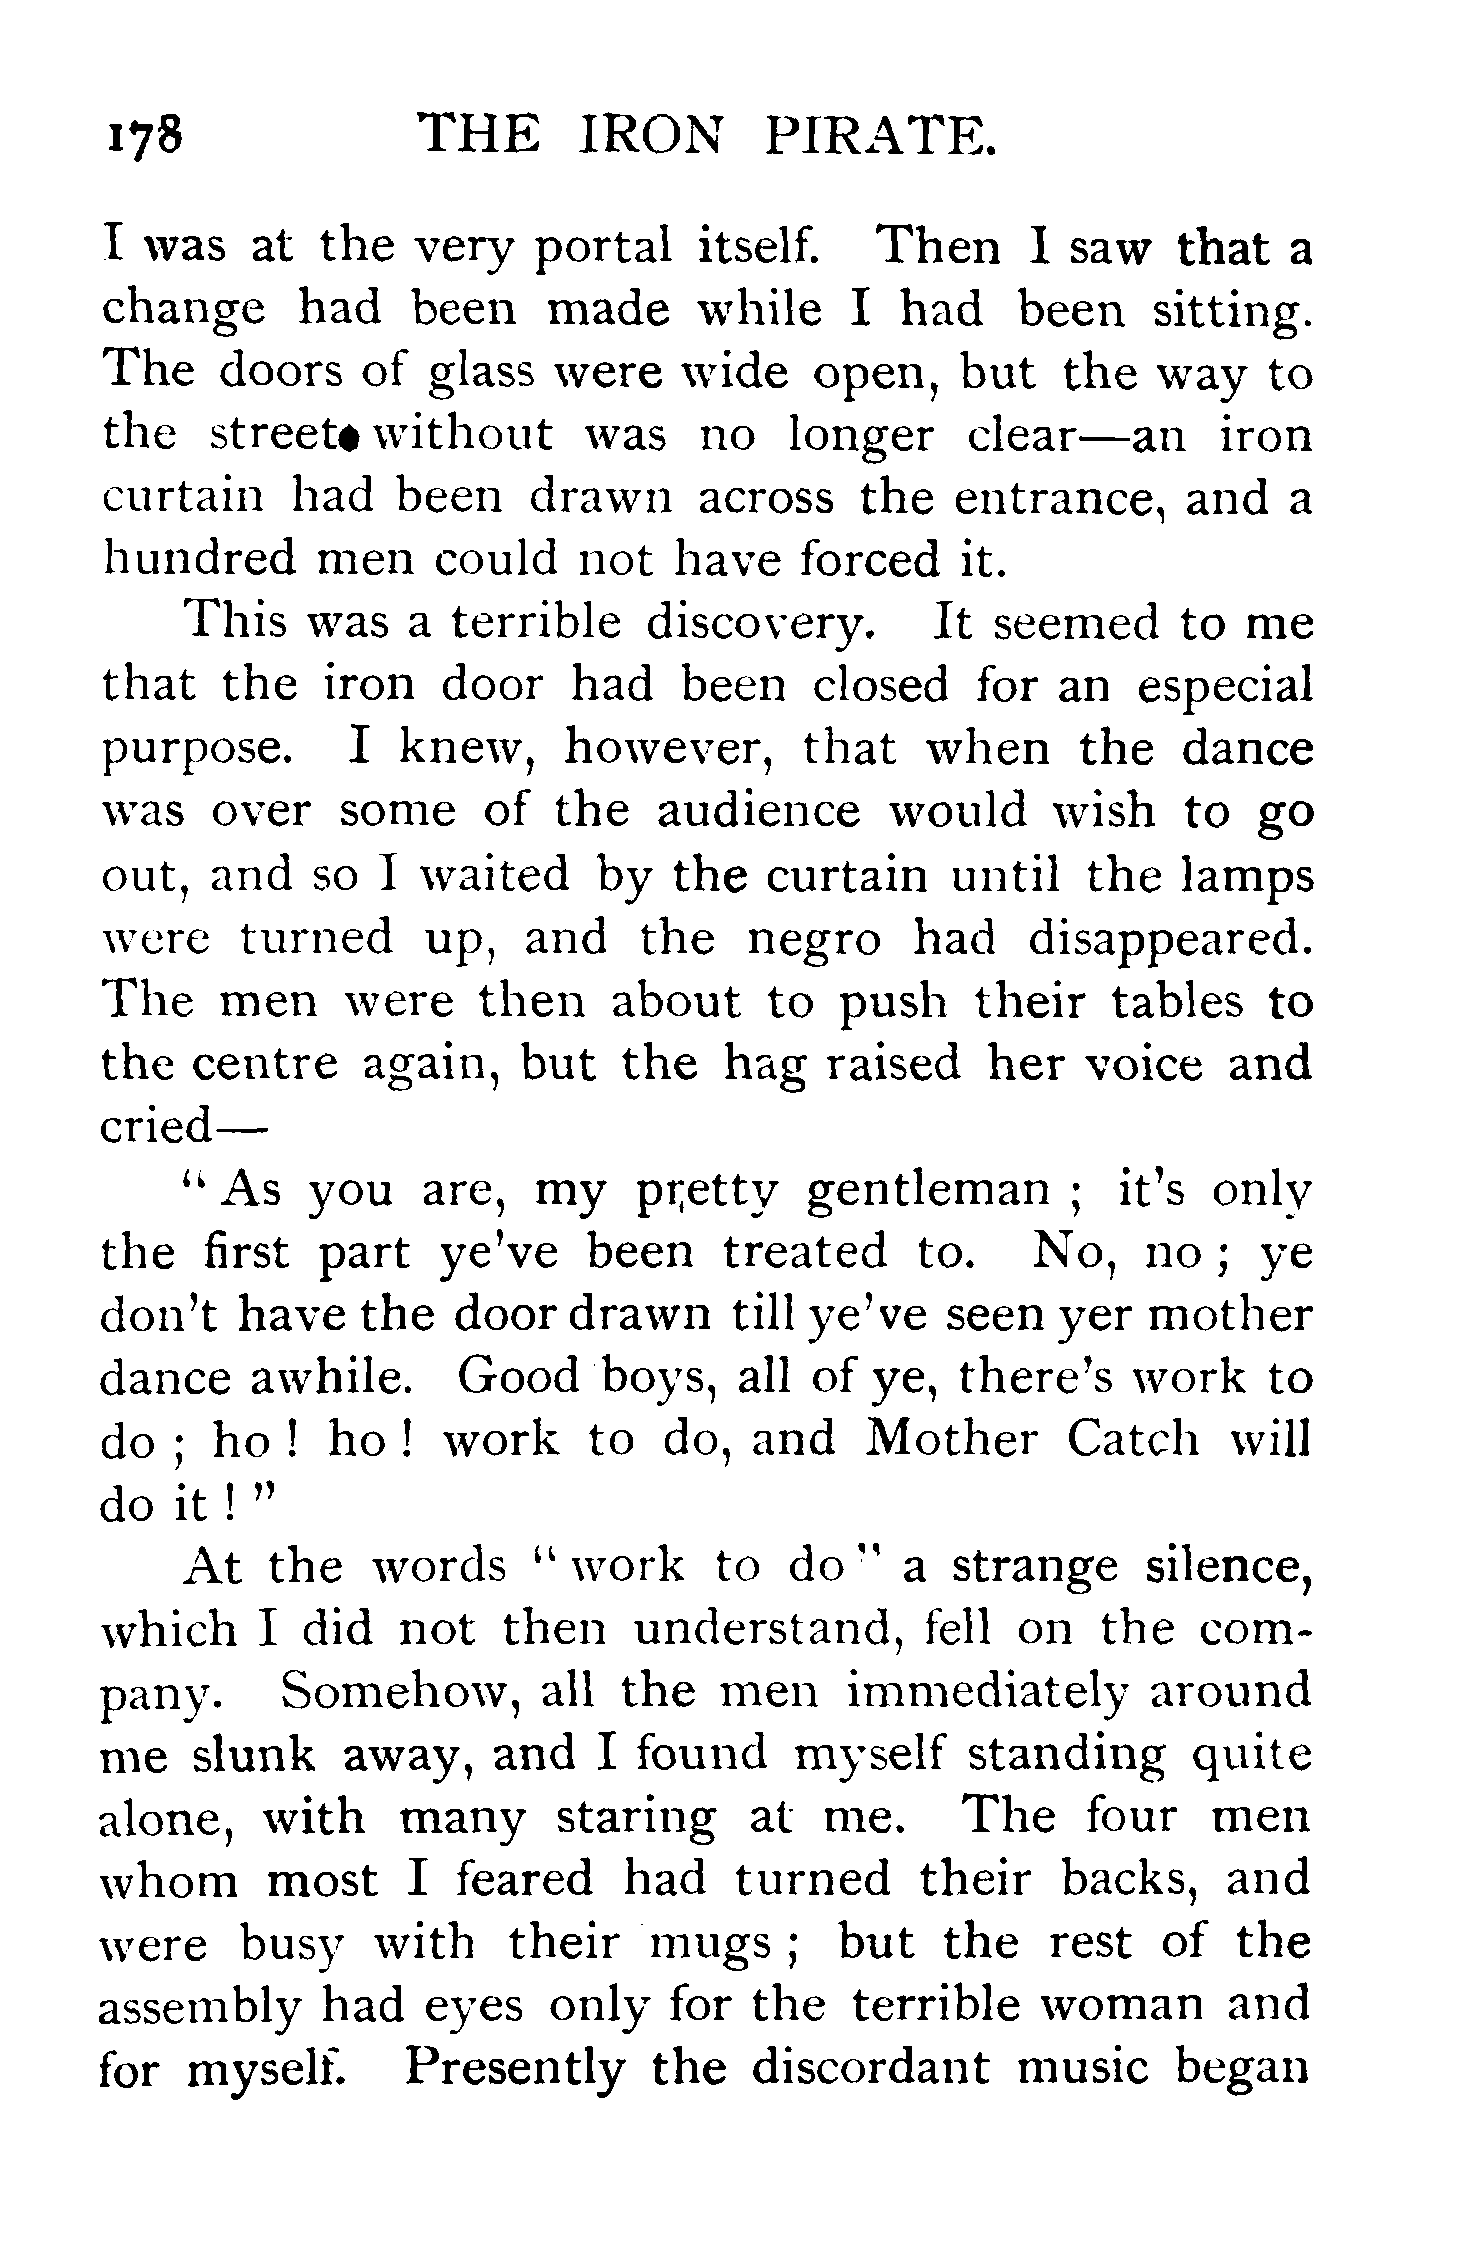 178 THE IRON PIRATE.
I was at the very portal itself. Then I saw that a
change had been made while I had been sitting.
The doors of glass were wide open, but the way to
the street without was no longer clear—an iron
curtain had been drawn across the entrance, and a
hundred men could not have forced it.
This was a terrible discovery. It seemed to me
that the iron door had been closed for an especial
purpose. I knew, however, that when the dance
was over some of the audience would wish to go
out, and so I waited by the curtain until the lamps
were turned up, and the negro had disappeared.
The men were then about to push their tables to
the centre again, but the hag raised her voice and
cried—
“ As you are, my pretty gentleman ; it’s only
the first part ye’ve been treated to. No, no ; ye
don’t have the door drawn till ye’ve seen yer mother
dance awhile. Good boys, all of ye, there’s work to
do ; ho ! ho ! work to do, and Mother Catch will
do it ! ”
At the words “ work to do ” a strange silence,
which I did not then understand, fell on the com-
pany. Somehow, all the men immediately around
me slunk away, and I found myself standing quite
alone, with many staring at me. The four men
whom most I feared had turned their backs, and
were busy with their mugs ; but the rest of the
assembly had eyes only for the terrible woman and
for myself. Presently the discordant music began